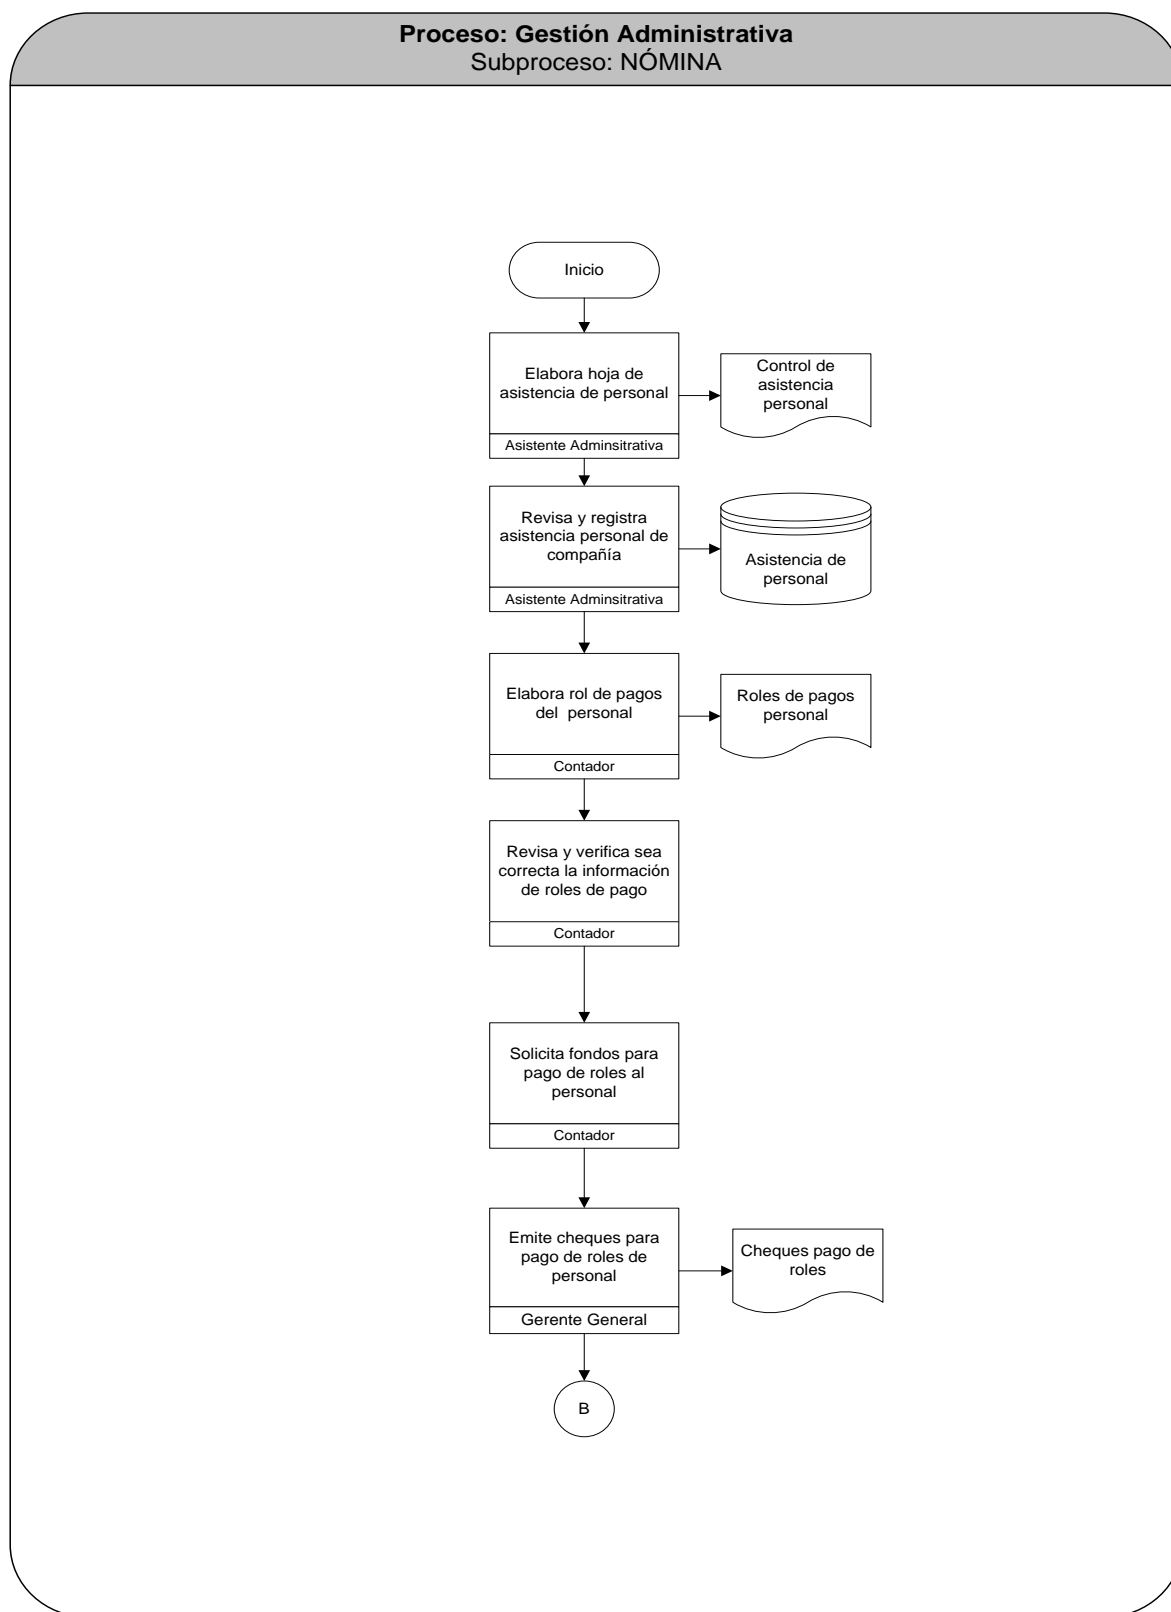 Proceso: Gestión Administrativa
Subproceso: NÓMINA
Inicio
Elabora hoja de
asistencia de personal
Asistente Adminsitrativa
Control de
asistencia
personal
Revisa y registra
asistencia personal de
compañía
Asistente Adminsitrativa
Asistencia de
personal
Elabora rol de pagos
del personal
Contador
Roles de pagos
personal
Revisa y verifica sea
correcta la información
de roles de pago
Contador
Solicita fondos para
pago de roles al
personal
Contador
Emite cheques para
pago de roles de
personal
Gerente General
Cheques pago de
roles
B